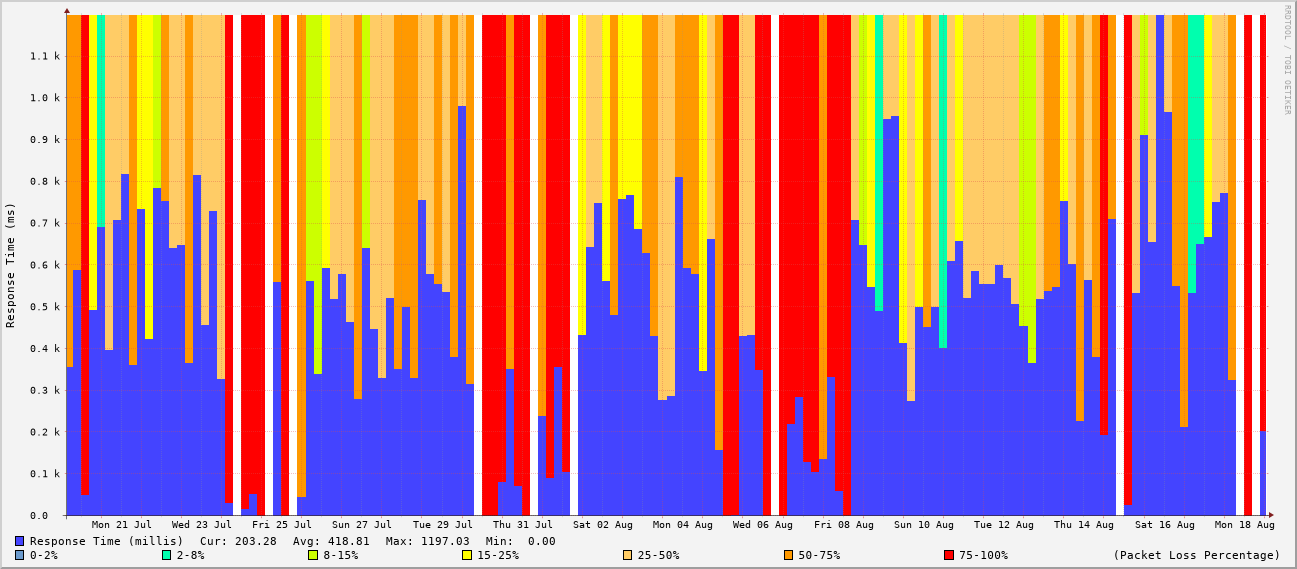 RRDTOOL / TOBI OETIKER
Response Time (ms)
1.1 k
1.0 k
0.9 k
0.8 k
0.7 k
0.6 k
0.5 k
0.4 k
0.3 k
0.2 k
0.1 k
0.0
Mon 21 Jul Wed 23 Jul Fri 25 Jul Sun 27 Jul Tue 29 Jul Thu 31 Jul Sat 02 Aug Mon 04 Aug Wed 06 Aug Fri 08 Aug Sun 10 Aug Tue 12 Aug Thu 14 Aug Sat 16 Aug Mon 18 Aug
Response Time (millis) Cur: 203.28 Avg: 418.81 Max: 1197.03 Min: 0.00
0-2% 2-8% 8-15% 15-25% 25-50% 50-75% 75-100% (Packet Loss Percentage)